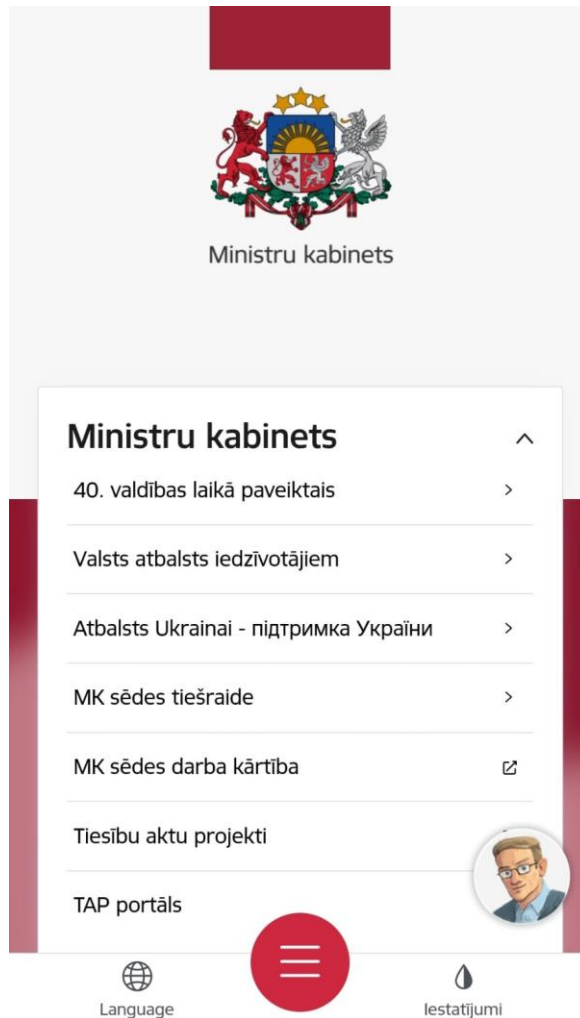 Ministru kabinets
Ministru kabinets
40. valdības laikā paveiktais
Valsts atbalsts iedzīvotājiem
Atbalsts Ukrainai - підтримка України
MK sēdes tiešraide
MK sēdes darba kārtība
Tiesību aktu projekti
TAP portāls
Language
Iestatījumi